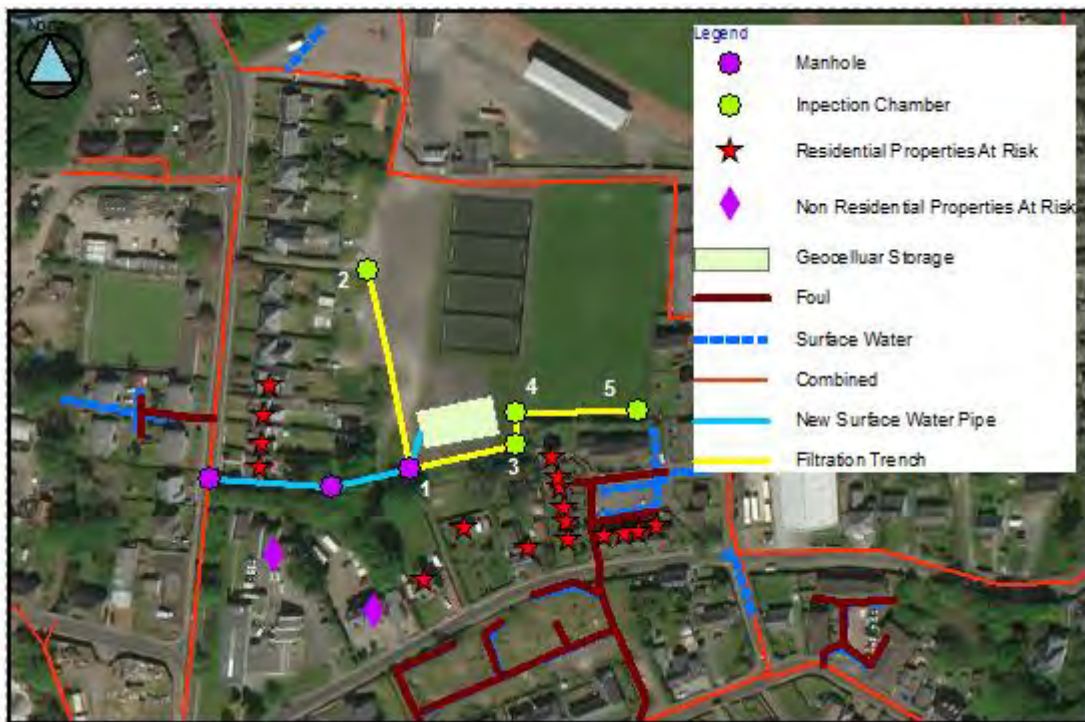 North
Legend
Manhole
Inpection Chamber
Residential Properties At Risk
Non Residential Properties At Risk
Geocelluar Storage
Foul
Surface Water
Combined
New Surface Water Pipe
Filtration Trench
2
4
5
3
1